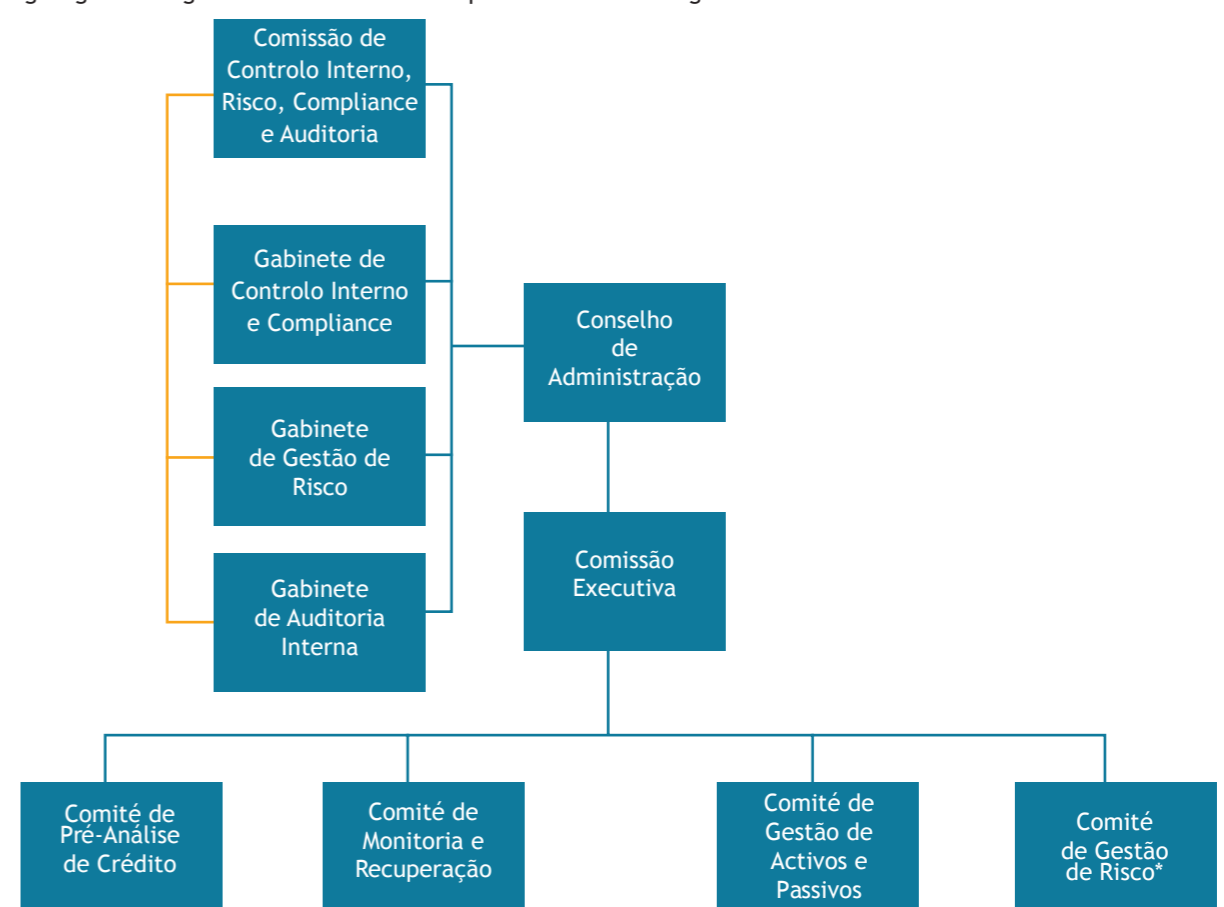 Comissão de
Controlo Interno,
Risco, Compliance
e Auditoria
Gabinete de
Controlo Interno
e Compliance
Conselho
de
Administração
Gabinete
de Gestão de
Risco
Comissão
Executiva
Gabinete
de Auditoria
Interna
Comité de
Pré-Análise
de Crédito
Comité de
Monitoria e
Recuperação
Comité de
Gestão de
Activos e
Passivos
Comité
de Gestão
de Risco*